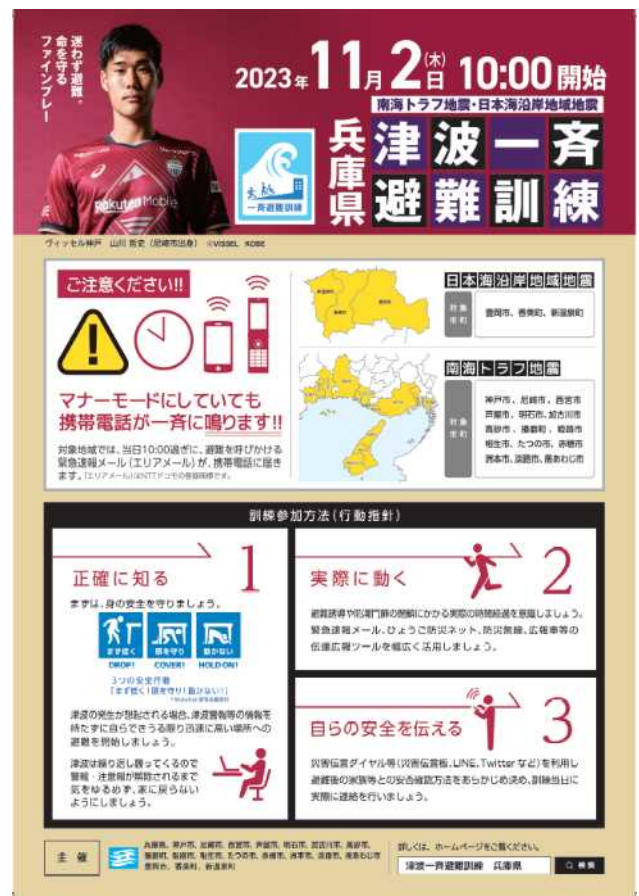 迷わず避難。
命を守る
ファインプレー
2023年11月2日(木) 10:00開始
南海トラフ地震・日本海沿岸地域地震
兵庫県
津波一斉
避難訓練
一斉避難訓練
Rakuten Mobile
ヴィッセル神戸 山川 哲史(尼崎市出身) ©VISSEL KOBE
ご注意ください!!
マナーモードにしていても
携帯電話が一斉に鳴ります!!
対象地域では、当日10:00過ぎに、避難を呼びかける
緊急速報メール(エリアメール)が、携帯電話に届き
ます。「エリアメール」はNTTドコモの登録商標です。
日本海沿岸地域地震
対象
市町
豊岡市、香美町、新温泉町
南海トラフ地震
対象
市町
神戸市、尼崎市、西宮市
芦屋市、明石市、加古川市
高砂市、播磨町、姫路市
相生市、たつの市、赤穂市
洲本市、淡路市、南あわじ市
訓練参加方法(行動指針)
1
正確に知る
まずは、身の安全を守りましょう。
まず低く
頭を守り
動かない
DROP!
COVER!
HOLD ON!
3つの安全行動
「まず低く!頭を守り!動かない!」
津波の発生が想起される場合、津波警報等の情報を
待たずに自らできうる限り迅速に高い場所への
避難を開始しましょう。
津波は繰り返し襲ってくるので
警報・注意報が解除されるまで
気をゆるめず、家に戻らない
ようにしましょう。
2
実際に動く
避難誘導や防潮門扉の閉鎖にかかる実際の時間経過を意識しましょう。
緊急速報メール、ひょうご防災ネット、防災無線、広報車等の
伝達広報ツールを幅広く活用しましょう。
3
自らの安全を伝える
災害伝言ダイヤル等(災害伝言板、LINE、Twitter など)を利用し
避難後の家族等との安否確認方法をあらかじめ決め、訓練当日に
実際に連絡を行いましょう。
主催
兵庫県、神戸市、尼崎市、西宮市、芦屋市、明石市、加古川市、高砂市、
播磨町、姫路市、相生市、たつの市、赤穂市、洲本市、淡路市、南あわじ市
豊岡市、香美町、新温泉町
詳しくは、ホームページをご覧ください。
津波一斉避難訓練 兵庫県
検索